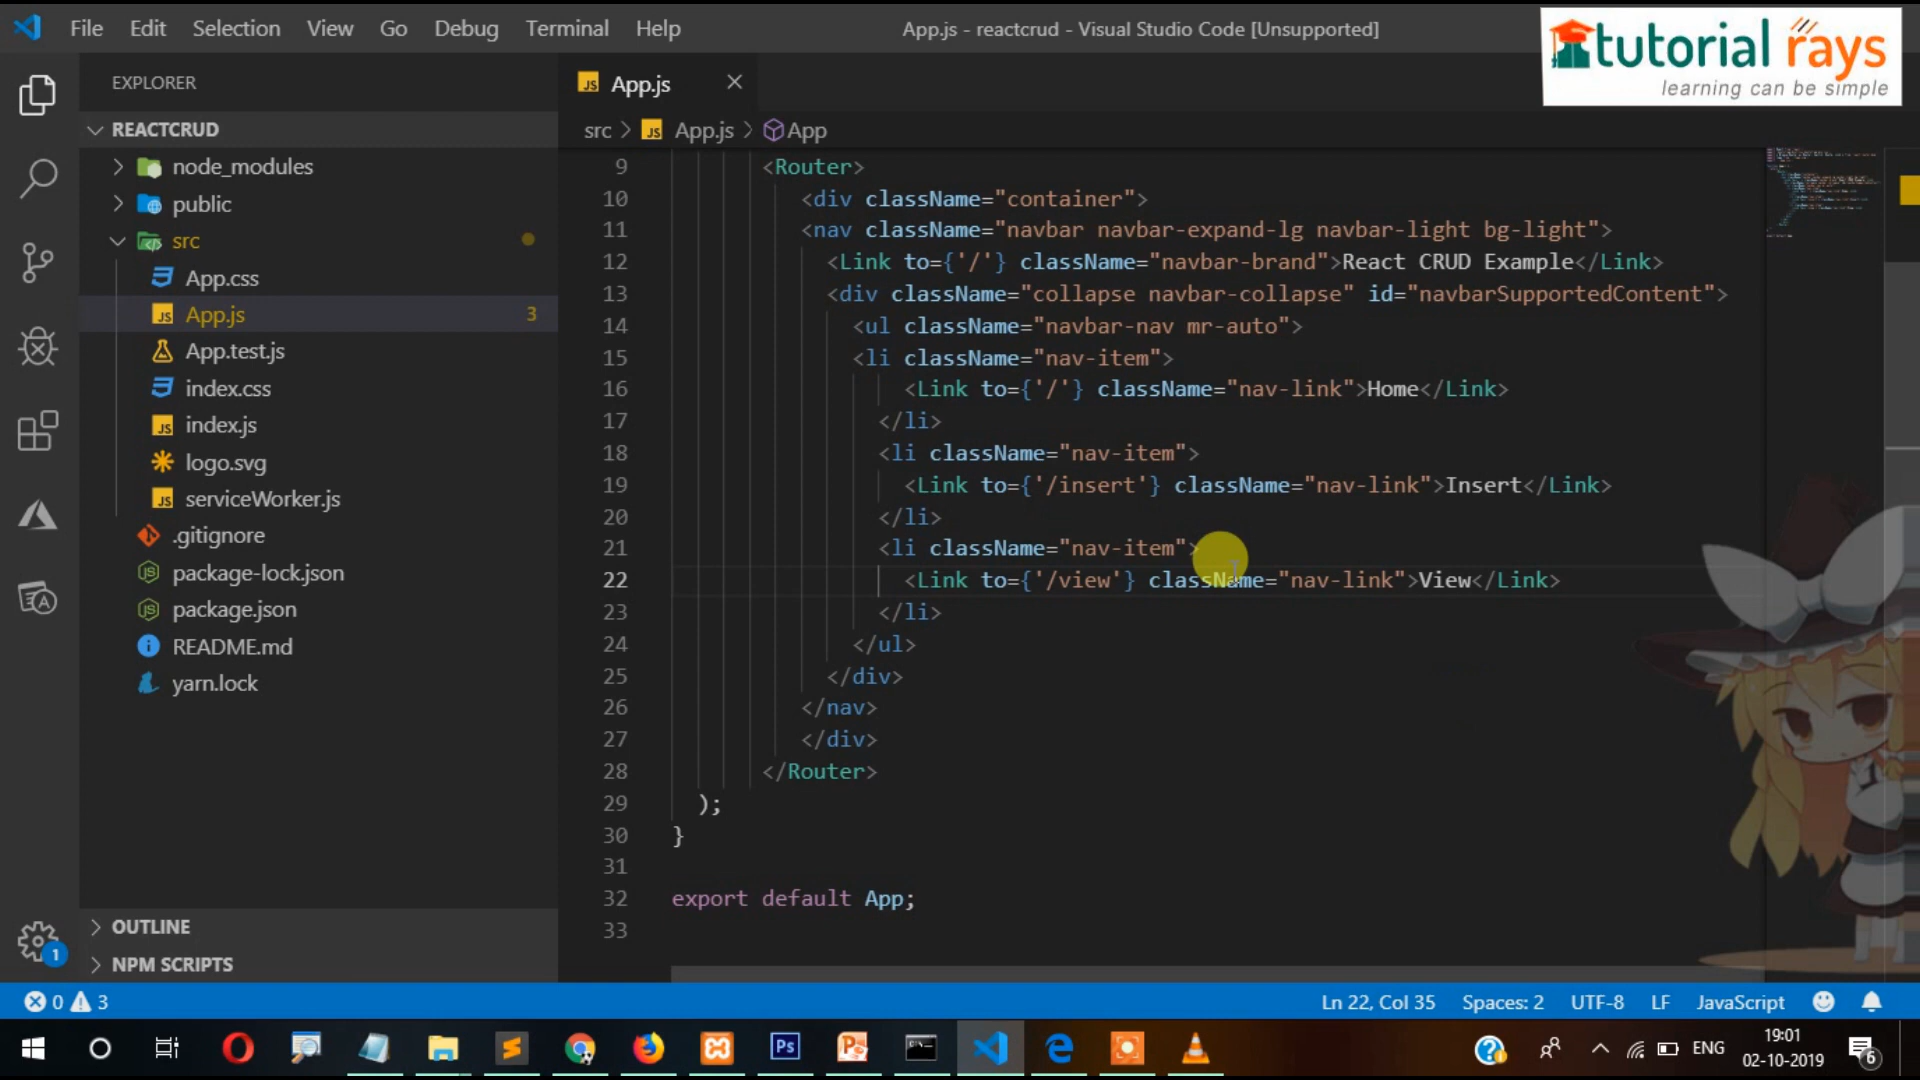 File Edit Selection View Go Debug Terminal Help
App.js - reactcrud - Visual Studio Code [Unsupported]
tutorial rays
learning can be simple
EXPLORER
REACTCRUD
node_modules
public
src
App.css
App.js 3
App.test.js
index.css
index.js
logo.svg
serviceWorker.js
.gitignore
package-lock.json
package.json
README.md
yarn.lock
OUTLINE
NPM SCRIPTS
1
App.js
src > App.js > App
9 <Router>
10 <div className="container">
11 <nav className="navbar navbar-expand-lg navbar-light bg-light">
12 <Link to={'/'} className="navbar-brand">React CRUD Example</Link>
13 <div className="collapse navbar-collapse" id="navbarSupportedContent">
14 <ul className="navbar-nav mr-auto">
15 <li className="nav-item">
16 <Link to={'/'} className="nav-link">Home</Link>
17 </li>
18 <li className="nav-item">
19 <Link to={'/insert'} className="nav-link">Insert</Link>
20 </li>
21 <li className="nav-item">
22 <Link to={'/view'} className="nav-link">View</Link>
23 </li>
24 </ul>
25 </div>
26 </nav>
27 </div>
28 </Router>
29 );
30 }
31
32 export default App;
33
0 3
Ln 22, Col 35 Spaces: 2 UTF-8 LF JavaScript
ENG
19:01
02-10-2019
6